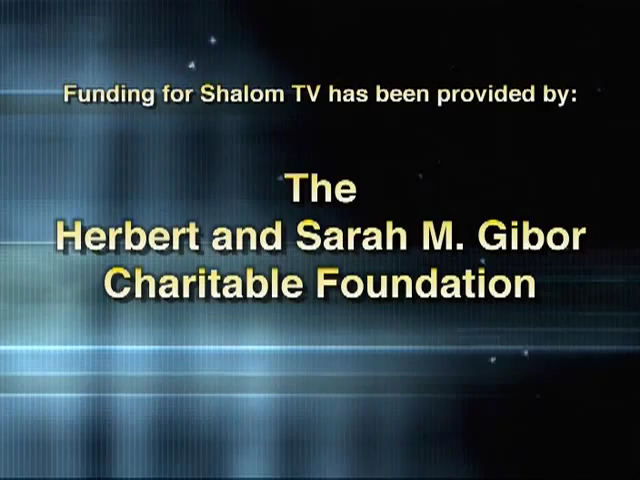 Funding for Shalom TV has been provided by:
The
Herbert and Sarah M. Gibor
Charitable Foundation